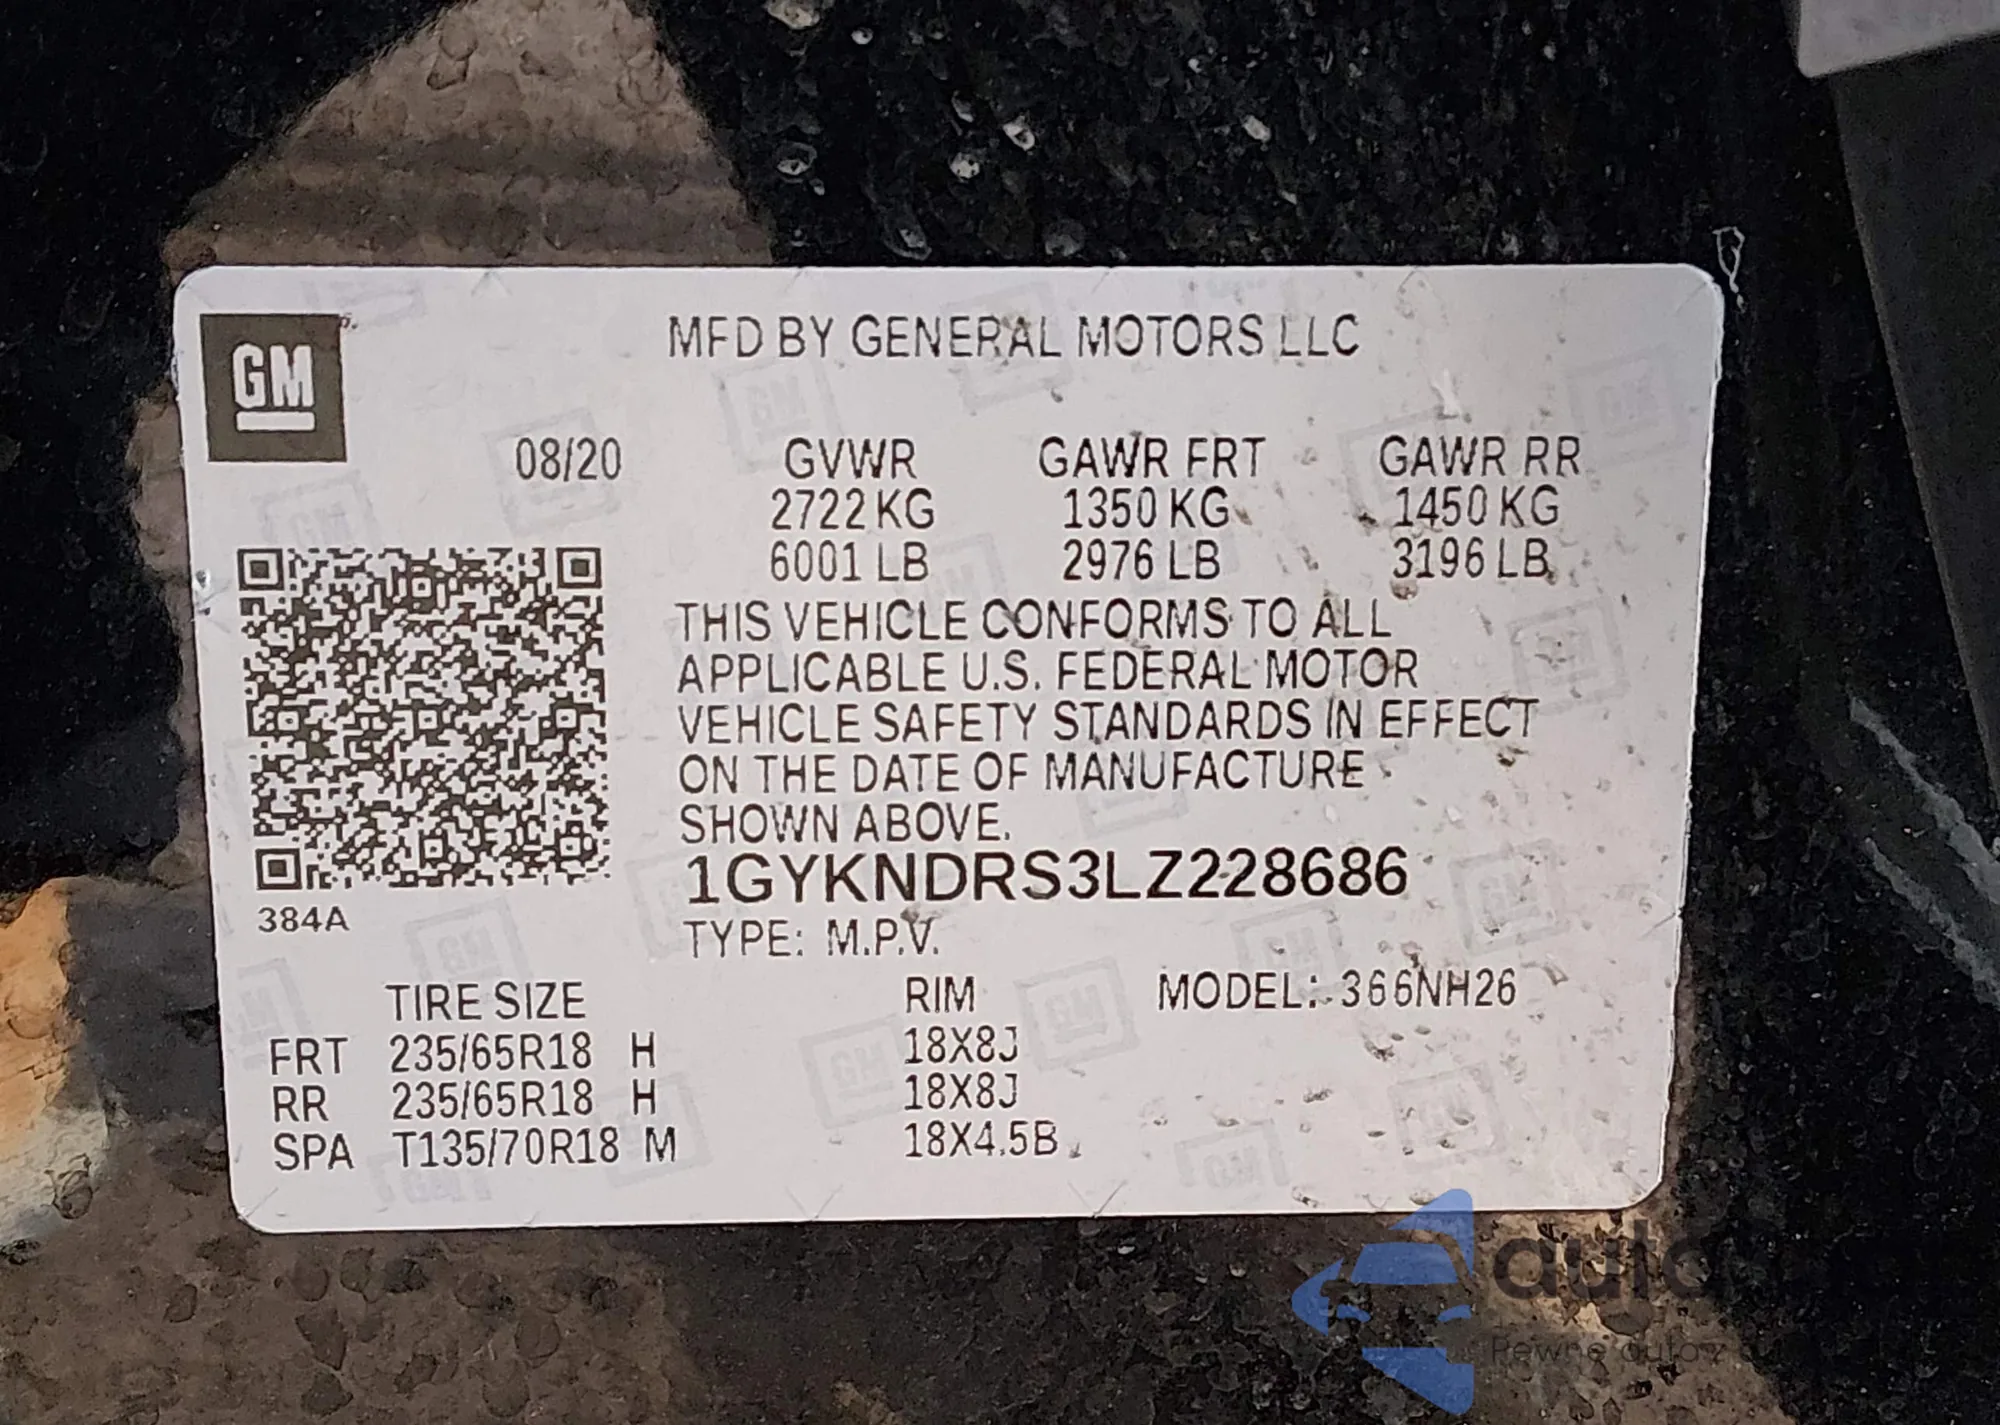 GM
MFD BY GENERAL MOTORS LLC
08/20 GVWR GAWR FRT GAWR RR
2722 KG 1350 KG 1450 KG
6001 LB 2976 LB 3196 LB
THIS VEHICLE CONFORMS TO ALL
APPLICABLE U.S. FEDERAL MOTOR
VEHICLE SAFETY STANDARDS IN EFFECT
ON THE DATE OF MANUFACTURE
SHOWN ABOVE.
1GYKNDRS3LZ228686
384A
TYPE: M.P.V.
TIRE SIZE RIM MODEL: 366NH26
FRT 235/65R18 H 18X8J
RR 235/65R18 H 18X8J
SPA T135/70R18 M 18X4.5B
Pewne auto z